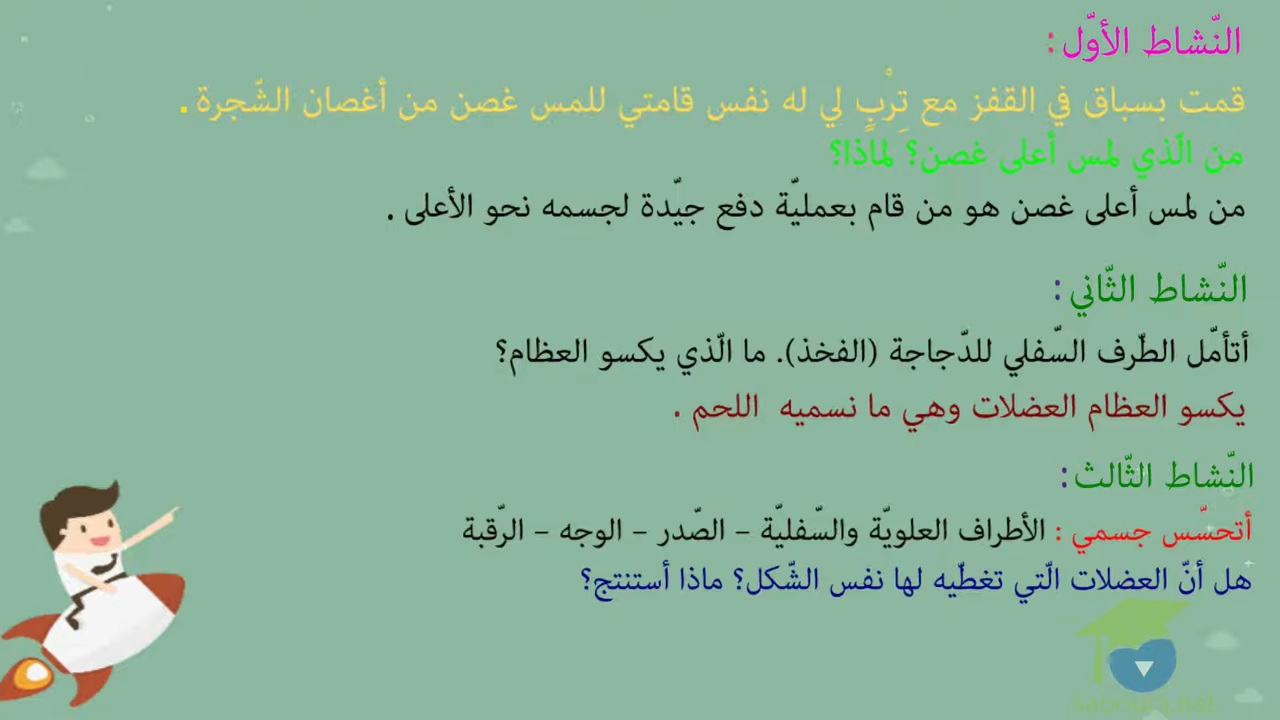 النّشاط الأوّل :
قمت بسباق في القفز مع تِرْبٍ لي له نفس قامتي للمس غصن من أغصان الشّجرة .
من الّذي لمس أعلى غصن؟ لماذا؟
من لمس أعلى غصن هو من قام بعمليّة دفع جيّدة لجسمه نحو الأعلى .
النّشاط الثّاني :
أتأمّل الطّرف السّفلي للدّجاجة (الفخذ). ما الّذي يكسو العظام؟
يكسو العظام العضلات وهي ما نسميه اللحم .
النّشاط الثّالث :
أتحسّس جسمي : الأطراف العلويّة والسّفليّة – الصّدر – الوجه – الرّقبة
هل أنّ العضلات الّتي تغطّيه لها نفس الشّكل؟ ماذا أستنتج؟